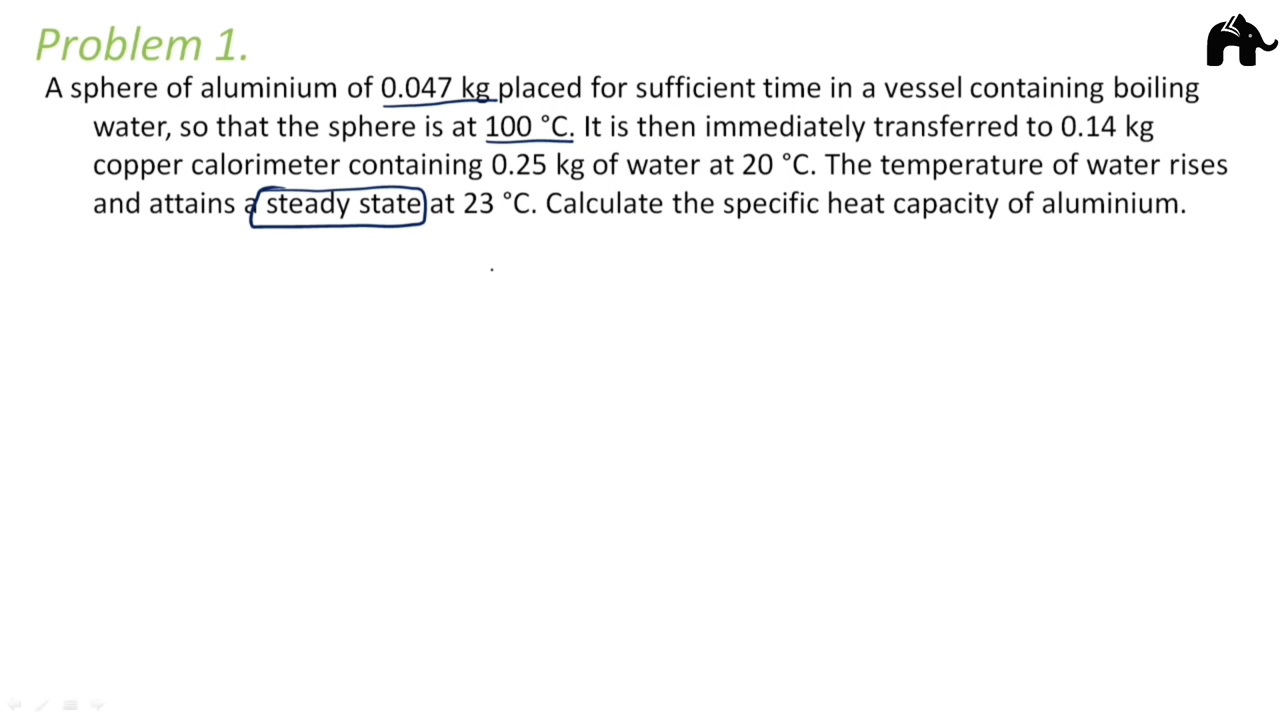 Problem 1.
A sphere of aluminium of 0.047 kg placed for sufficient time in a vessel containing boiling
water, so that the sphere is at 100 °C. It is then immediately transferred to 0.14 kg
copper calorimeter containing 0.25 kg of water at 20 °C. The temperature of water rises
and attains a steady state at 23 °C. Calculate the specific heat capacity of aluminium.